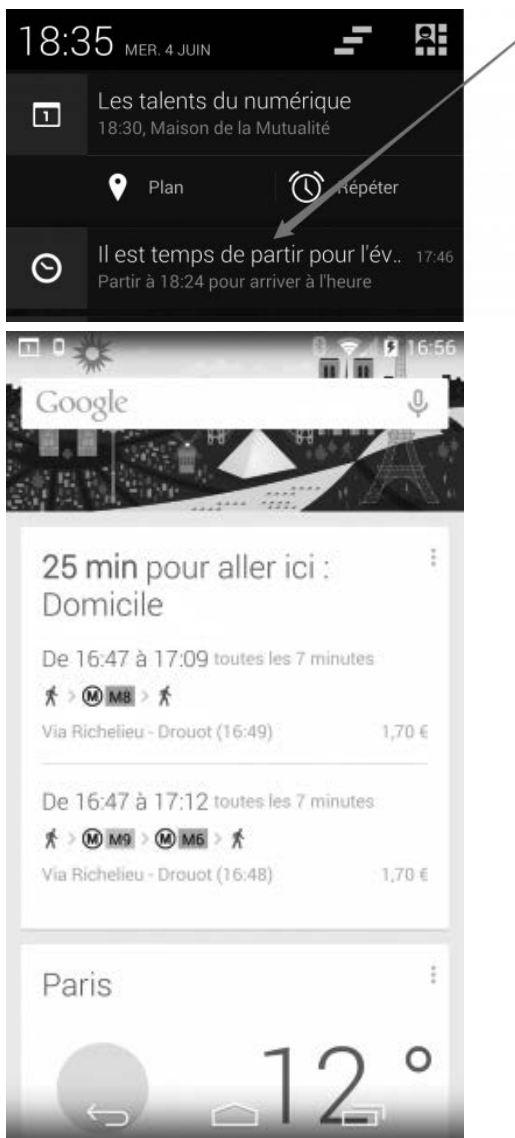 18:35 MER. 4 JUIN
1
Les talents du numérique
18:30, Maison de la Mutualité
Plan
Répéter
Il est temps de partir pour l'év.. 17:46
Partir à 18:24 pour arriver à l'heure
1
16:56
Google
25 min pour aller ici :
Domicile
De 16:47 à 17:09 toutes les 7 minutes
M M8
Via Richelieu - Drouot (16:49) 1,70 €
De 16:47 à 17:12 toutes les 7 minutes
M M9 M M6
Via Richelieu - Drouot (16:48) 1,70 €
Paris
12 °